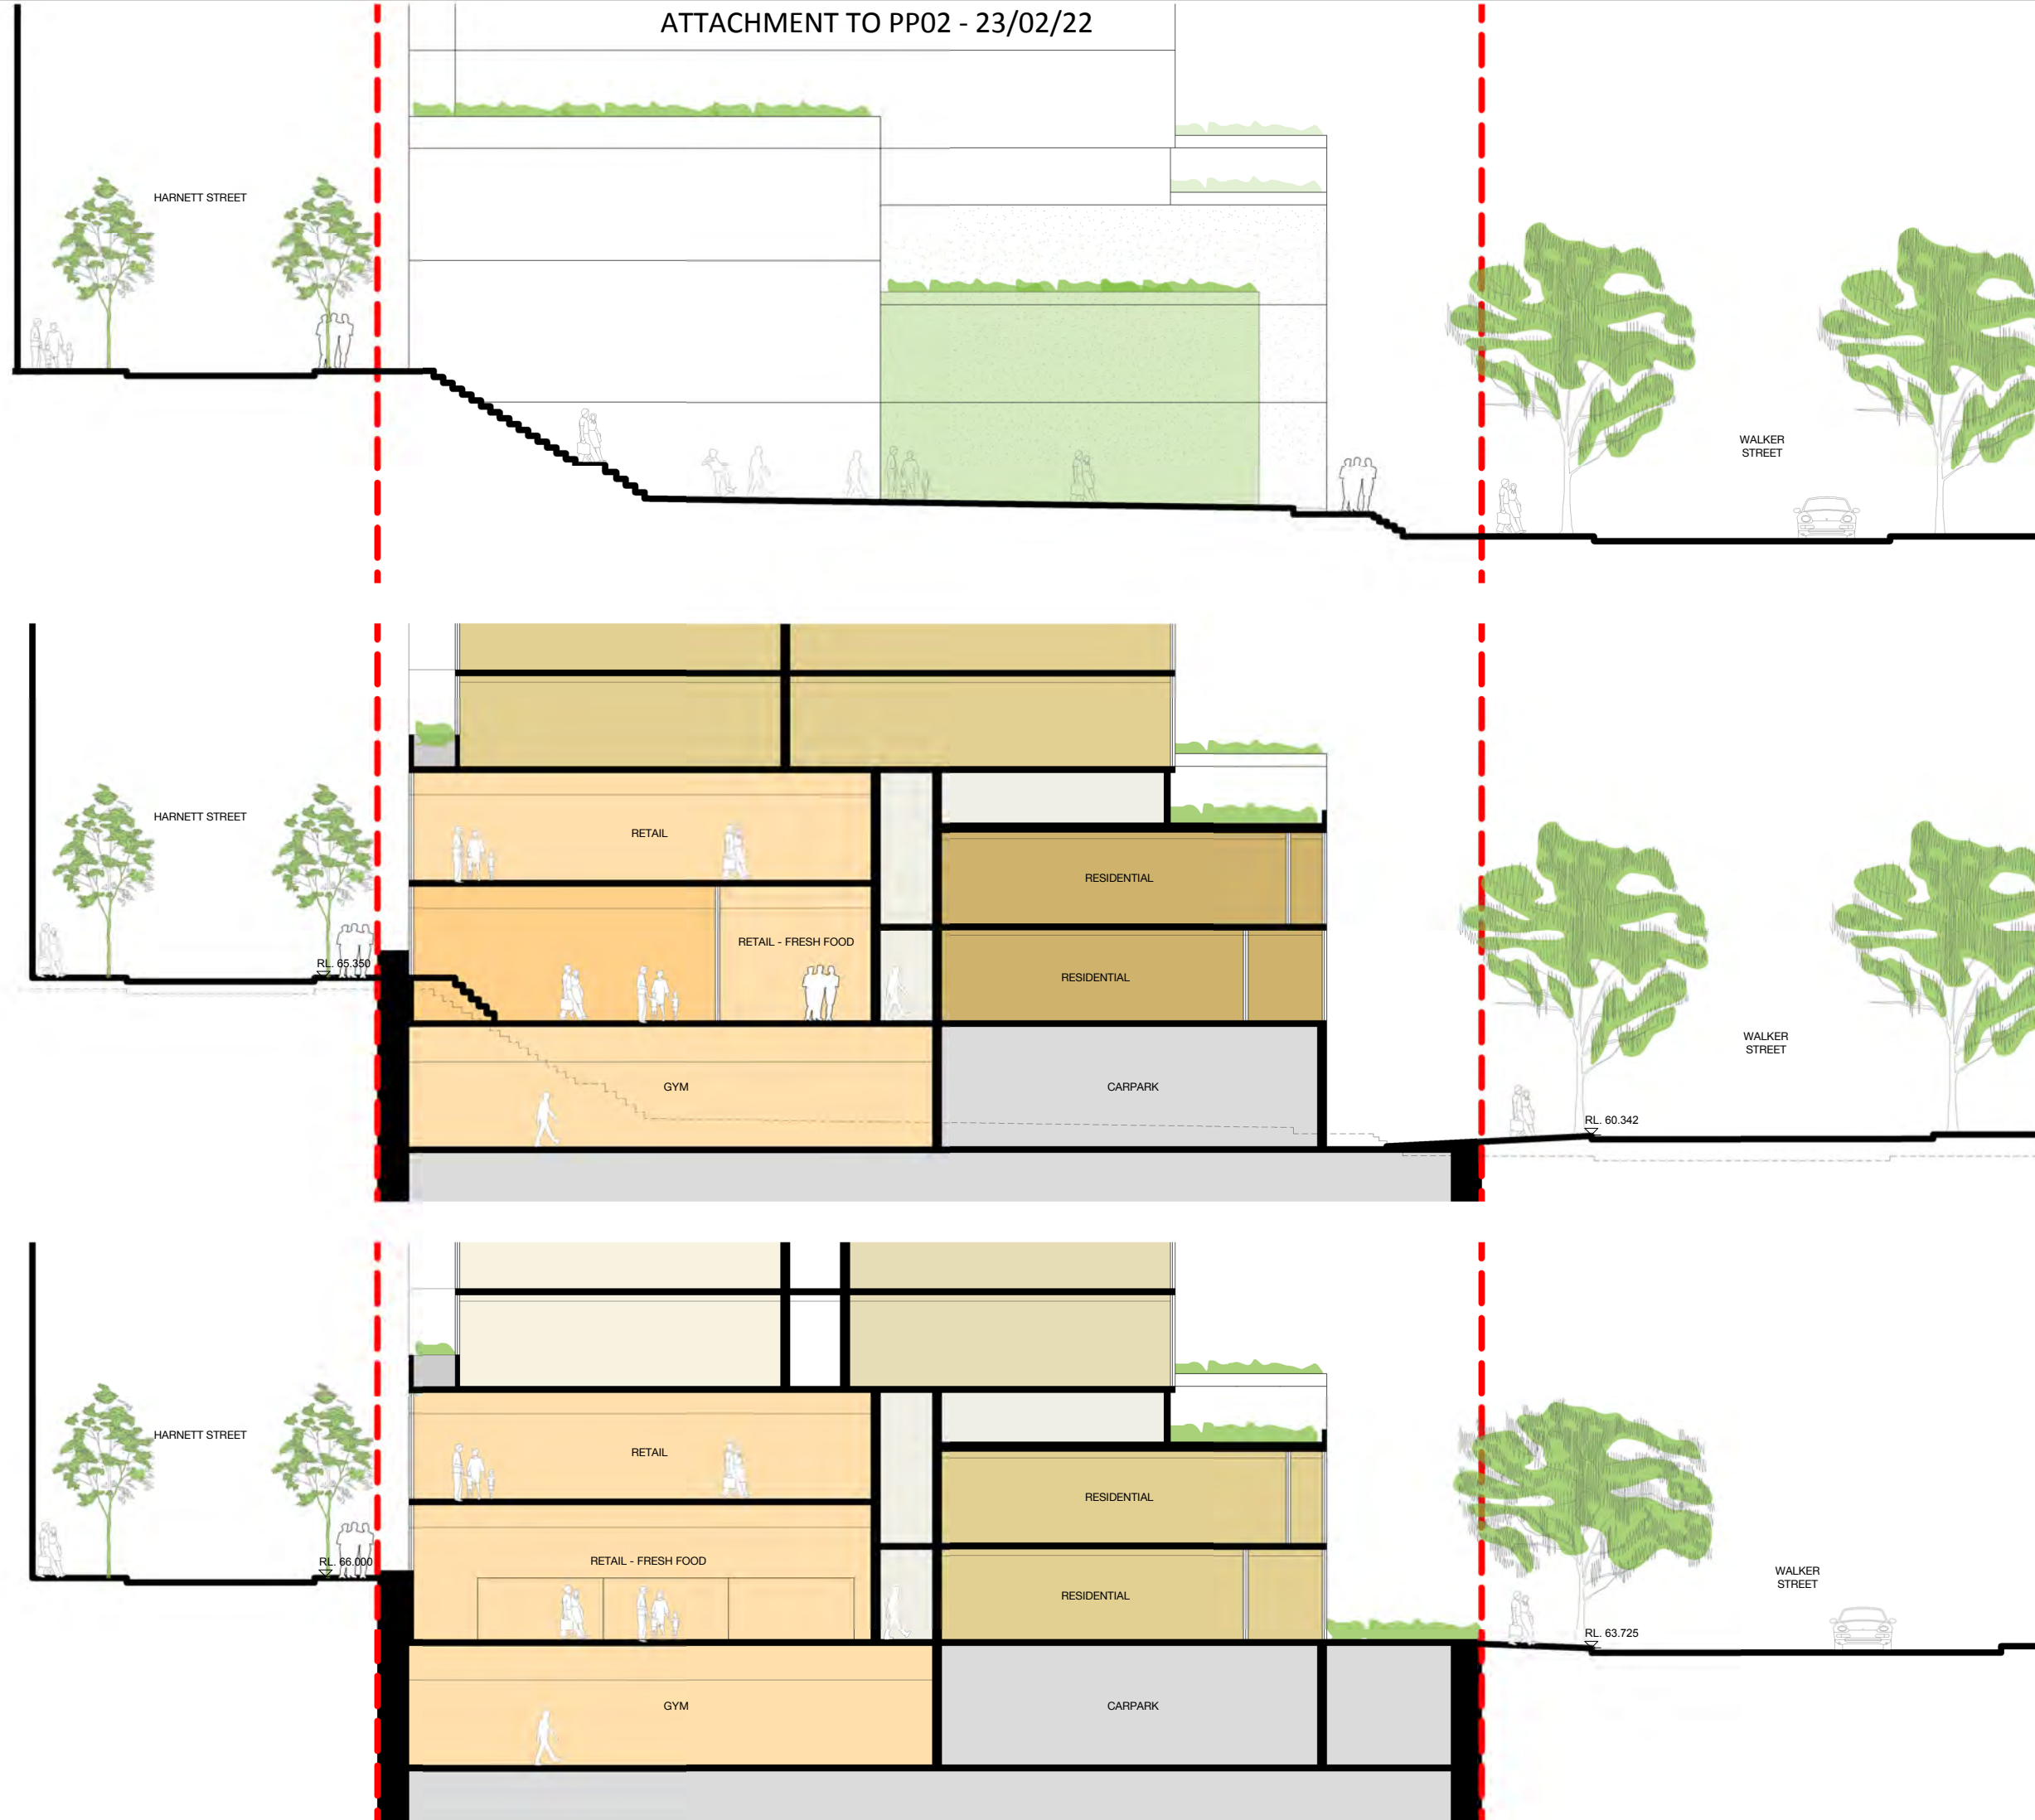 ATTACHMENT TO PP02 - 23/02/22
HARNETT STREET
WALKER
STREET
HARNETT STREET
RETAIL
RESIDENTIAL
RETAIL - FRESH FOOD
RL. 65.350
RESIDENTIAL
WALKER
STREET
GYM
CARPARK
RL. 60.342
HARNETT STREET
RETAIL
RESIDENTIAL
RETAIL - FRESH FOOD
RL. 66.000
WALKER
STREET
RESIDENTIAL
RL. 63.725
GYM
CARPARK